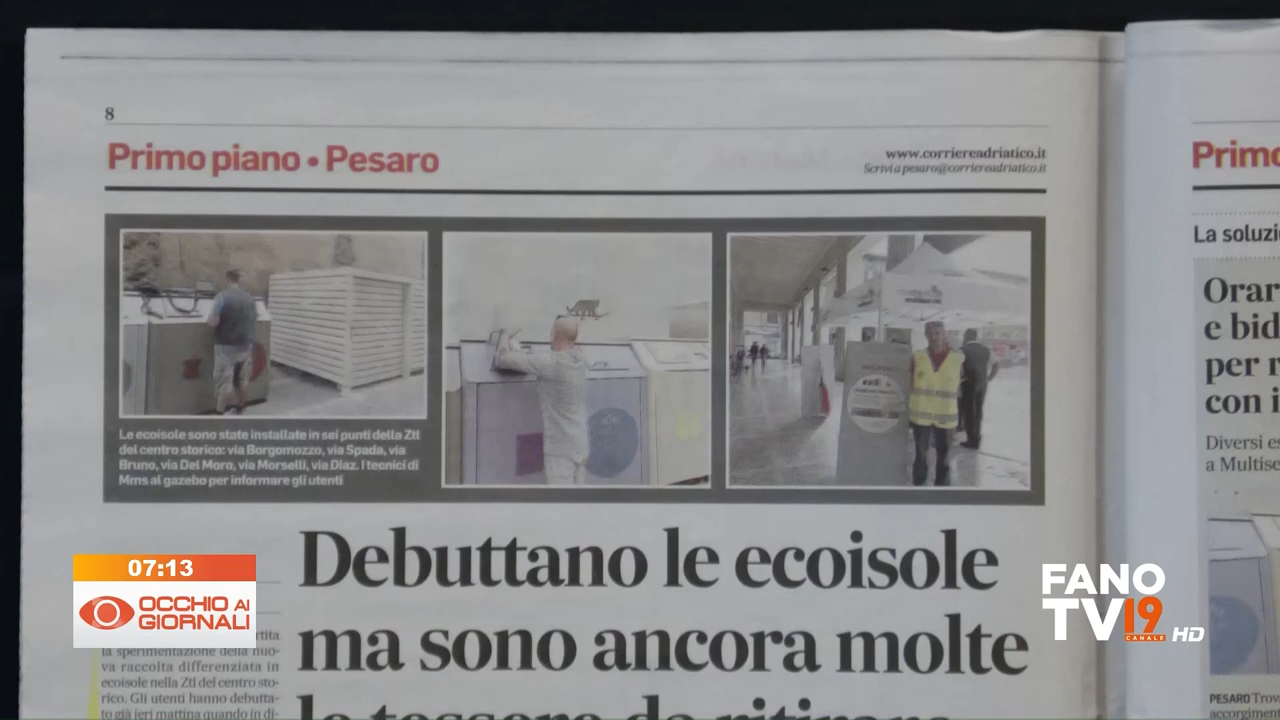 8
Primo piano • Pesaro
www.corriereadriatico.it
Scrivi a pesaro@corriereadriatico.it
Le ecoisole sono state installate in sei punti della Ztl
del centro storico: via Borgomozzo, via Spada, via
Bruno, via Del Moro, via Morselli, via Diaz. I tecnici di
Mms al gazebo per informare gli utenti
Debuttano le ecoisole
ma sono ancora molte
le tessere da ritirare
la sperimentazione della nuo-
va raccolta differenziata in
ecoisole nella Ztl del centro sto-
rico. Gli utenti hanno debutta-
to già ieri mattina quando in di-
Primo
La soluzi
Orar
e bid
per r
con i
Diversi es
a Multise
PESARO Trov
accorgimen
07:13
OCCHIO AI
GIORNALI
FANO
TV19
CANALE
HD